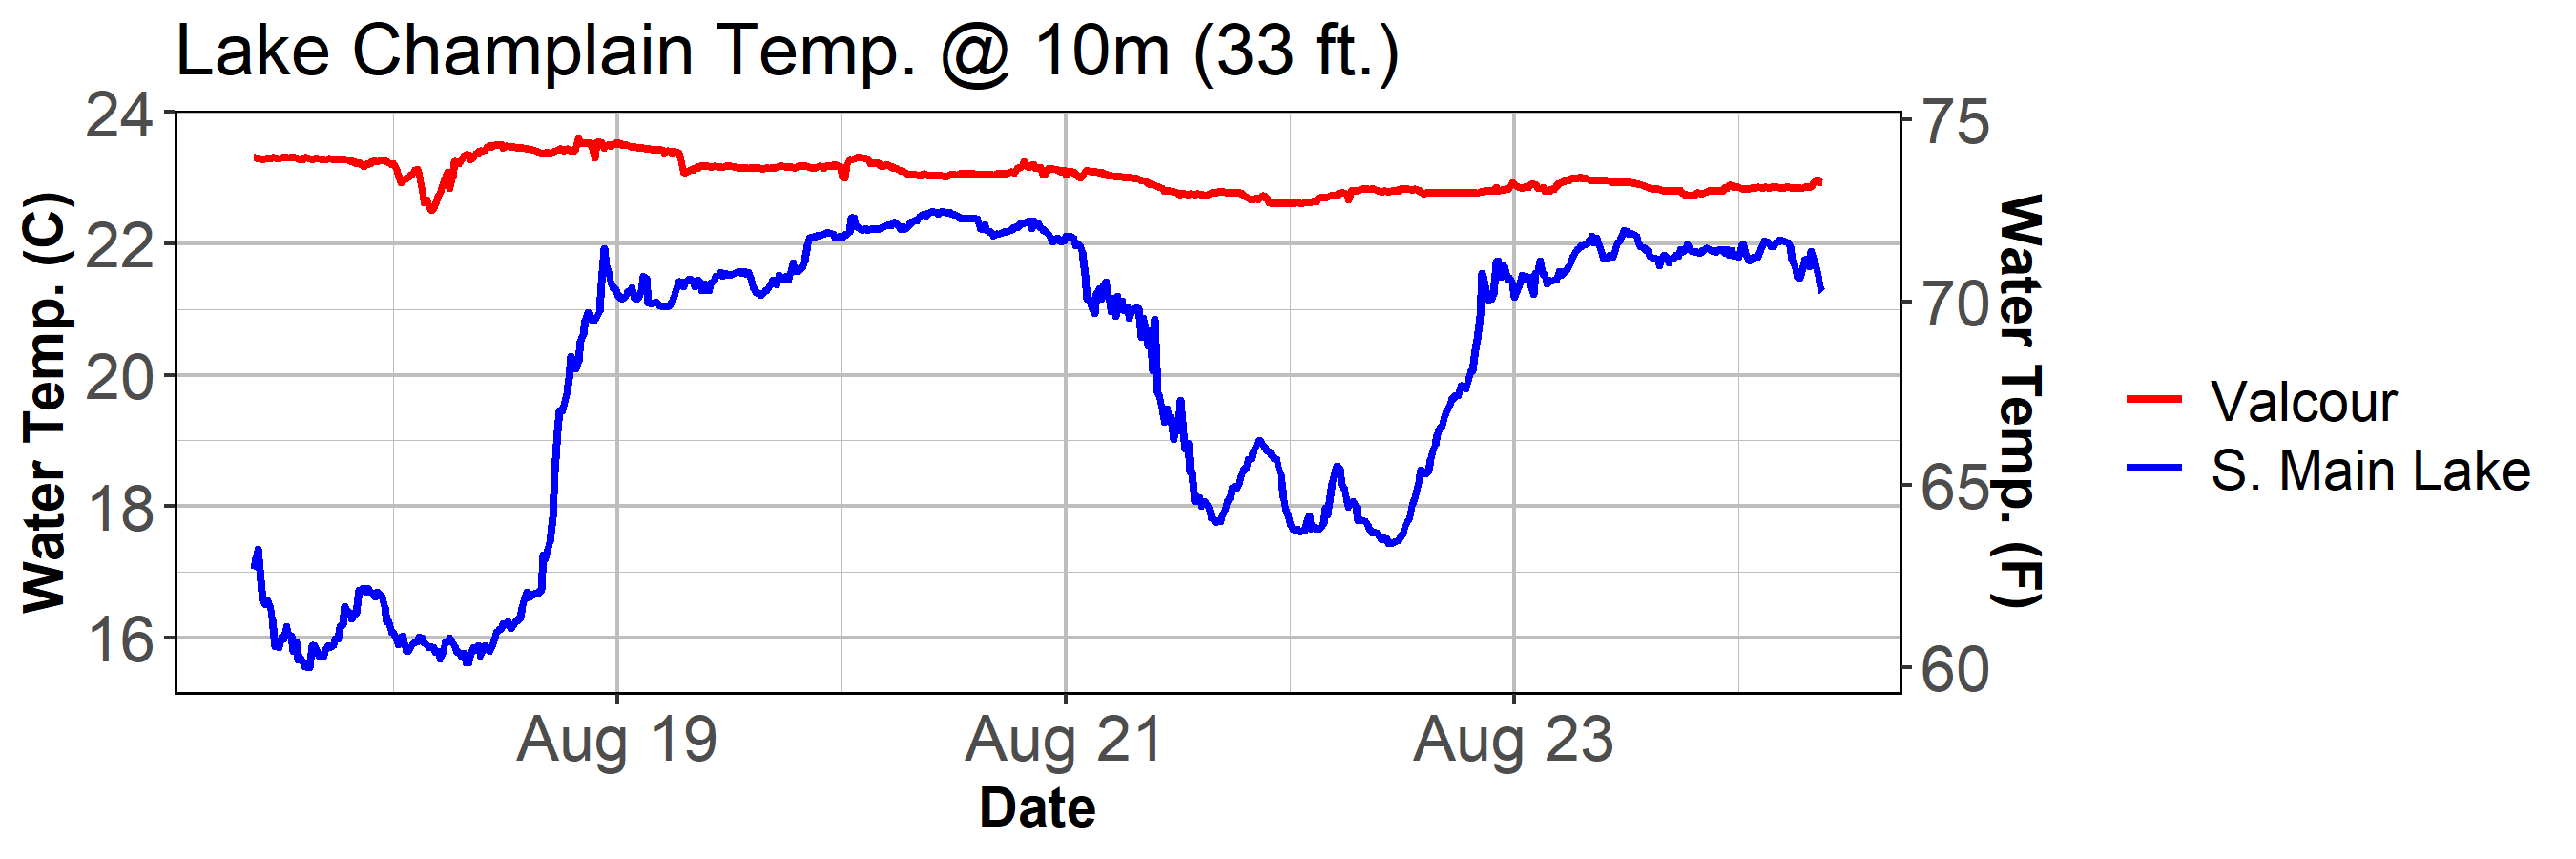 Lake Champlain Temp. @ 10m (33 ft.)
Water Temp. (C)
24
22
20
18
16
75
70
65
60
Water Temp. (F)
Aug 19
Aug 21
Aug 23
Date
Valcour
S. Main Lake